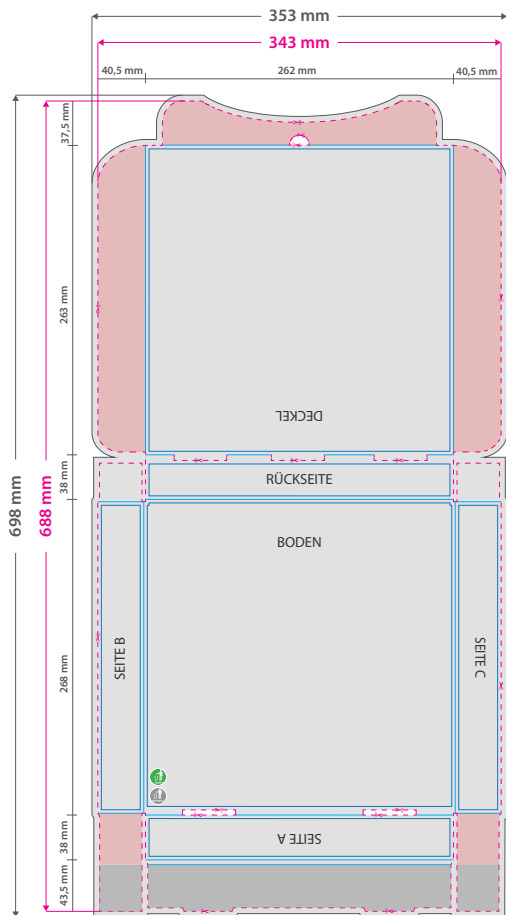 353 mm
343 mm
40,5 mm
262 mm
40,5 mm
37,5 mm
263 mm
DECKEL
38 mm
RÜCKSEITE
698 mm
688 mm
BODEN
SEITE B
SEITE C
268 mm
38 mm
SEITE A
43,5 mm